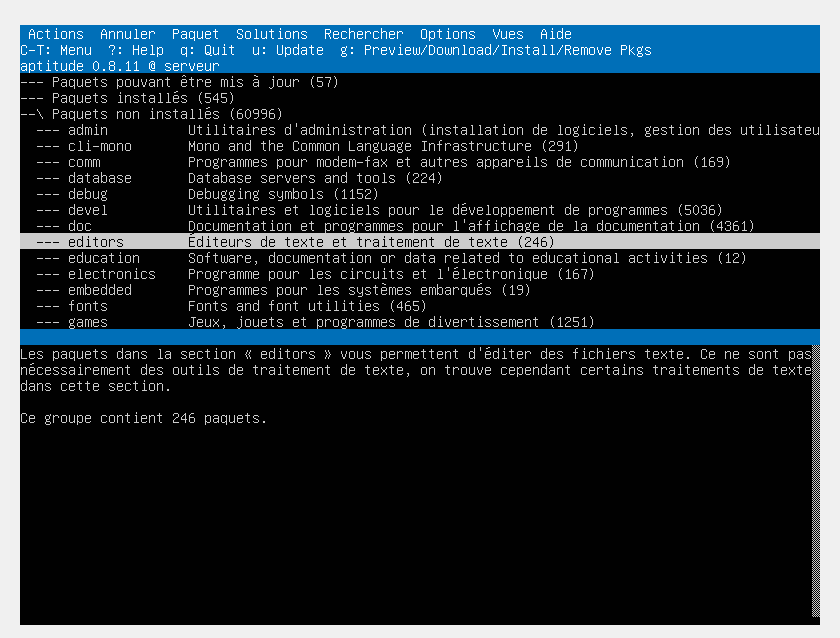 Actions Annuler Paquet Solutions Rechercher Options Vues Aide
C-T: Menu ?: Help q: Quit u: Update g: Preview/Download/Install/Remove Pkgs
aptitude 0.8.11 @ serveur
--- Paquets pouvant être mis à jour (57)
--- Paquets installés (545)
--\ Paquets non installés (60996)
--- admin Utilitaires d'administration (installation de logiciels, gestion des utilisateu
--- cli-mono Mono and the Common Language Infrastructure (291)
--- comm Programmes pour modem-fax et autres appareils de communication (169)
--- database Database servers and tools (224)
--- debug Debugging symbols (1152)
--- devel Utilitaires et logiciels pour le développement de programmes (5036)
--- doc Documentation et programmes pour l'affichage de la documentation (4361)
--- editors Éditeurs de texte et traitement de texte (246)
--- education Software, documentation or data related to educational activities (12)
--- electronics Programme pour les circuits et l'électronique (167)
--- embedded Programmes pour les systèmes embarqués (19)
--- fonts Fonts and font utilities (465)
--- games Jeux, jouets et programmes de divertissement (1251)
Les paquets dans la section « editors » vous permettent d'éditer des fichiers texte. Ce ne sont pas
nécessairement des outils de traitement de texte, on trouve cependant certains traitements de texte
dans cette section.
Ce groupe contient 246 paquets.